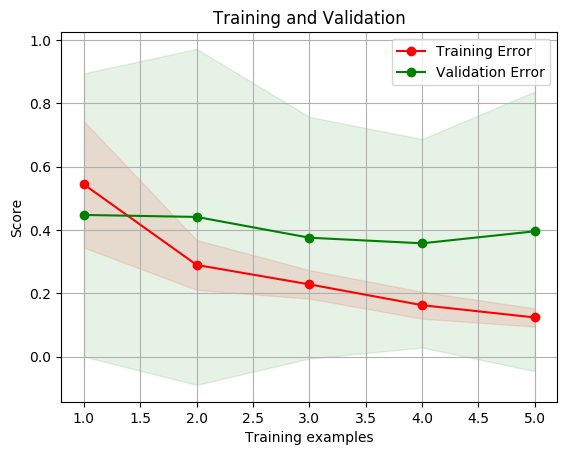 Training and Validation
Training Error
Validation Error
Score
1.0
0.8
0.6
0.4
0.2
0.0
1.0 1.5 2.0 2.5 3.0 3.5 4.0 4.5 5.0
Training examples